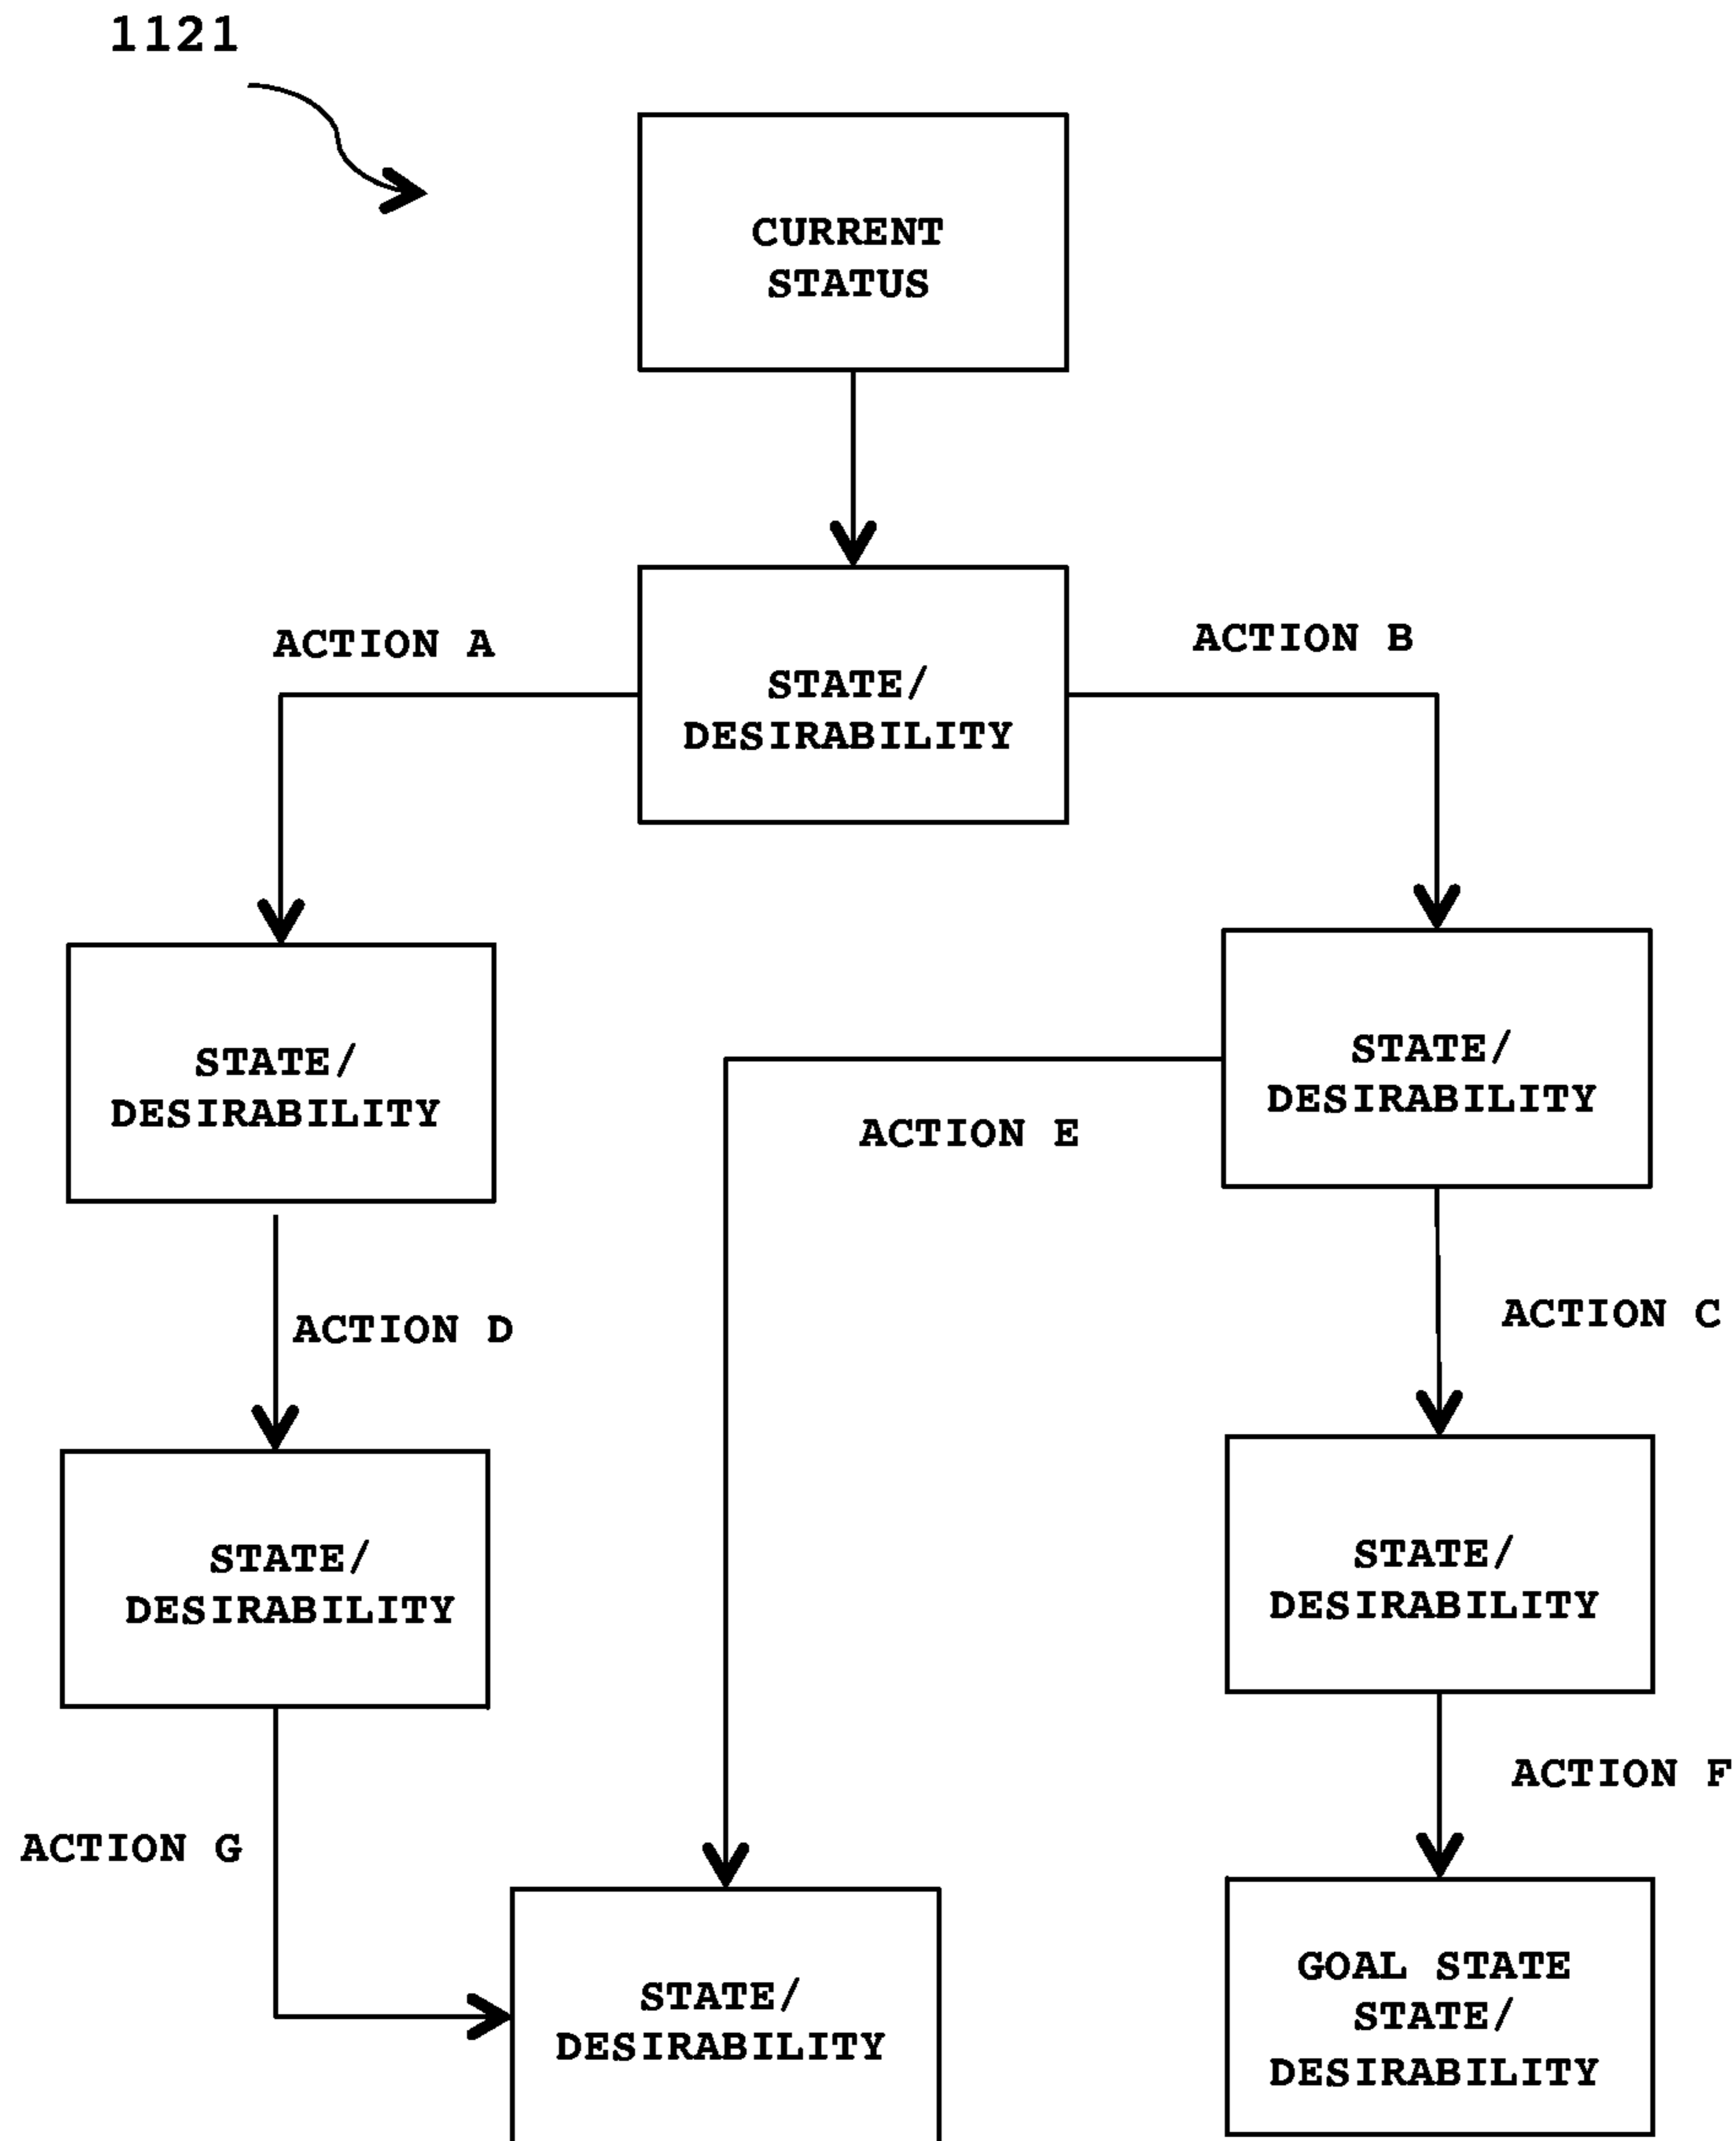 1121
CURRENT
STATUS
ACTION A
ACTION B
STATE/
DESIRABILITY
STATE/
DESIRABILITY
STATE/
DESIRABILITY
ACTION E
ACTION D
ACTION C
STATE/
DESIRABILITY
STATE/
DESIRABILITY
ACTION F
ACTION G
STATE/
DESIRABILITY
GOAL STATE
STATE/
DESIRABILITY